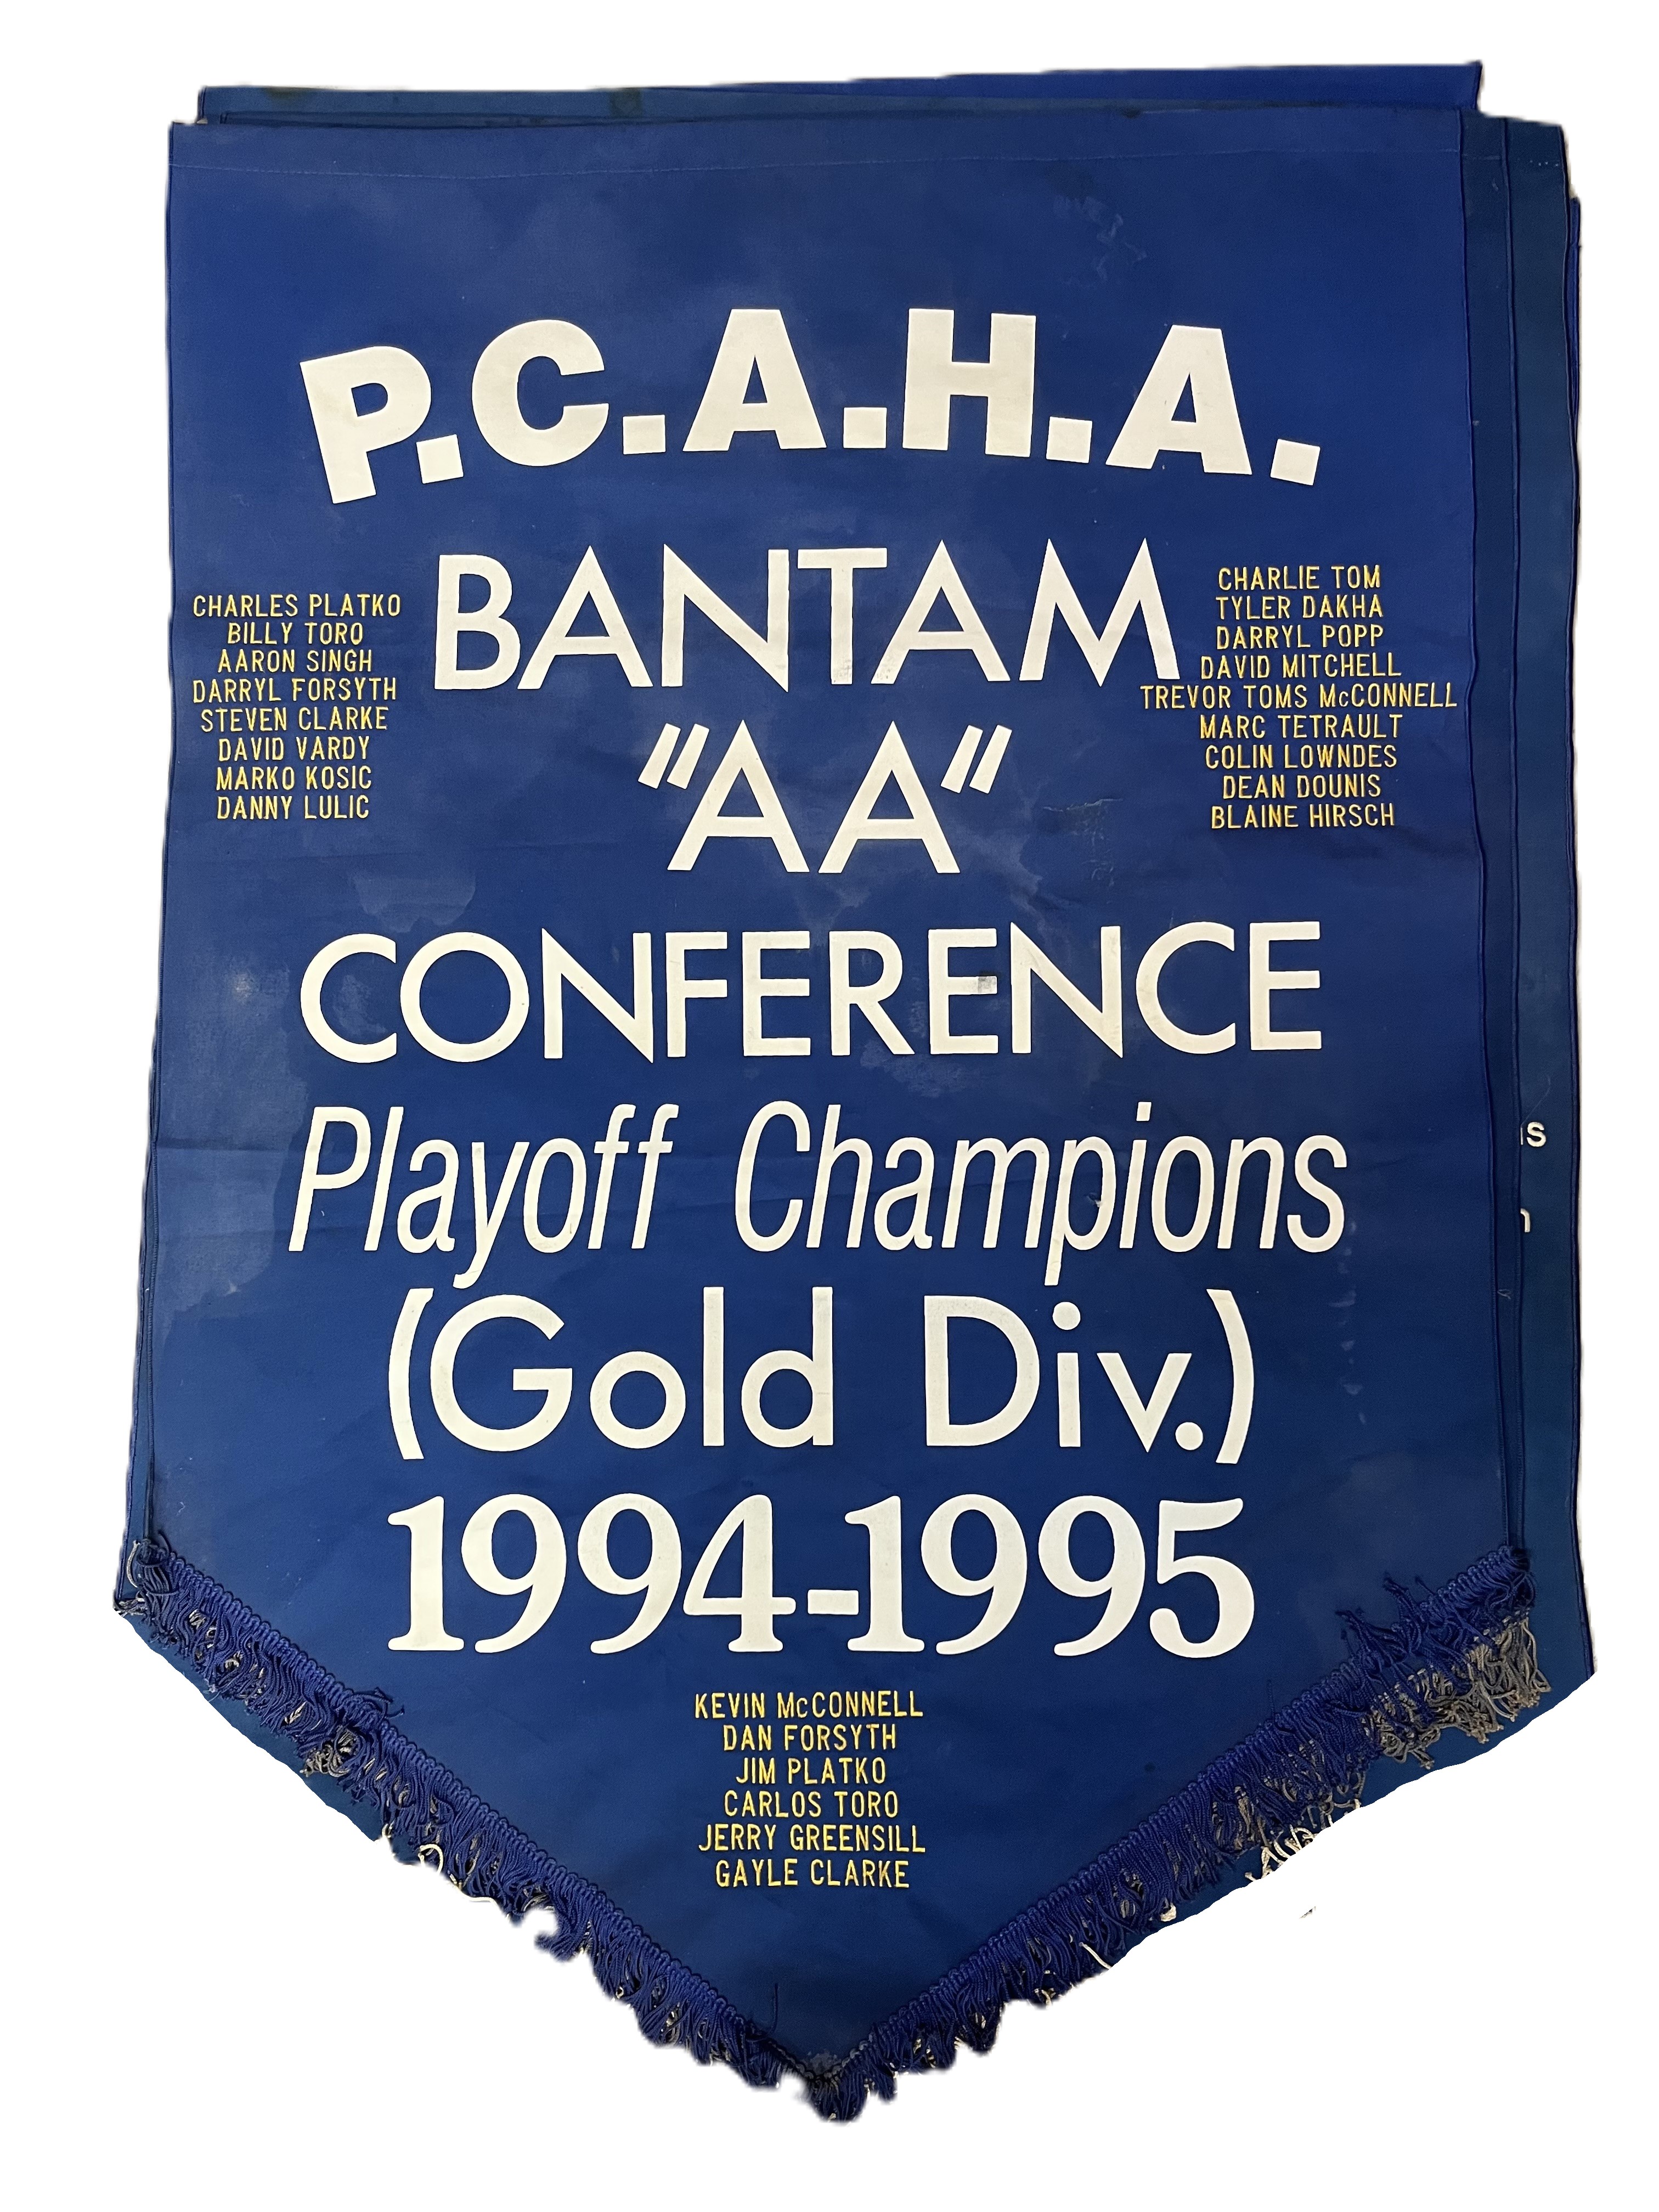 P.C.A.H.A.
BANTAM
"AA"
CONFERENCE
Playoff Champions
(Gold Div.)
1994-1995
CHARLES PLATKO
BILLY TORO
AARON SINGH
DARRYL FORSYTH
STEVEN CLARKE
DAVID VARDY
MARKO KOSIC
DANNY LULIC
CHARLIE TOM
TYLER DAKHA
DARRYL POPP
DAVID MITCHELL
TREVOR TOMS McCONNELL
MARC TETRAULT
COLIN LOWNDES
DEAN DOUNIS
BLAINE HIRSCH
KEVIN McCONNELL
DAN FORSYTH
JIM PLATKO
CARLOS TORO
JERRY GREENSILL
GAYLE CLARKE